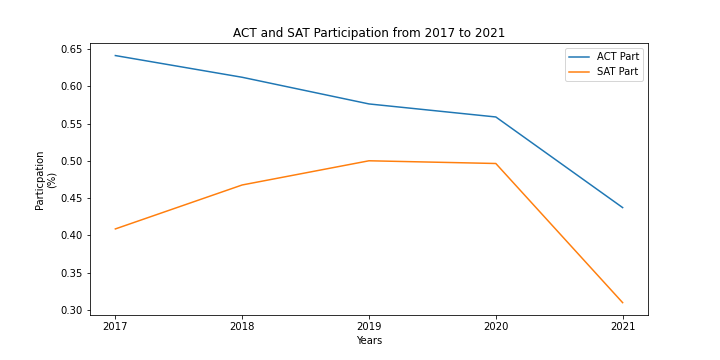 ACT and SAT Participation from 2017 to 2021
ACT Part
SAT Part
0.65
0.60
0.55
0.50
0.45
0.40
0.35
0.30
Particpation
(%)
2017 2018 2019 2020 2021
Years